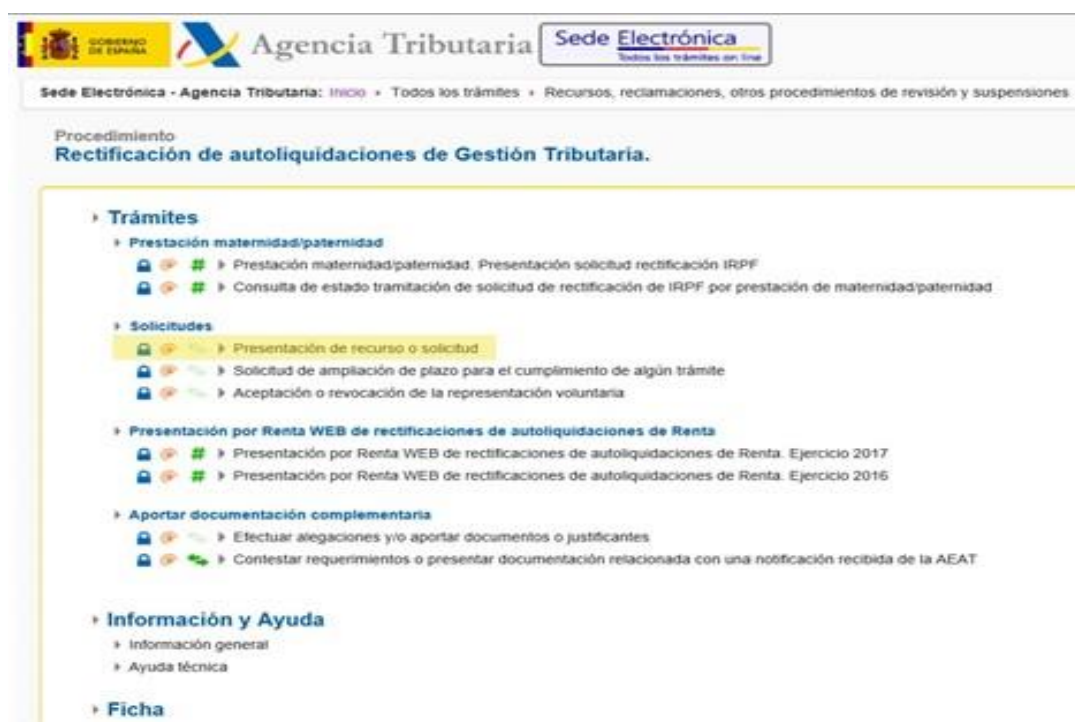 GOBIERNO
DE ESPAÑA
Agencia Tributaria
Sede Electrónica
Todos los trámites on line
Sede Electrónica - Agencia Tributaria: Inicio Todos los trámites Recursos, reclamaciones, otros procedimientos de revisión y suspensiones
Procedimiento
Rectificación de autoliquidaciones de Gestión Tributaria.
Trámites
Prestación maternidad/paternidad
Prestación maternidad/paternidad. Presentación solicitud rectificación IRPF
Consulta de estado tramitación de solicitud de rectificación de IRPF por prestación de maternidad/paternidad
Solicitudes
Presentación de recurso o solicitud
Solicitud de ampliación de plazo para el cumplimiento de algún trámite
Aceptación o revocación de la representación voluntaria
Presentación por Renta WEB de rectificaciones de autoliquidaciones de Renta
Presentación por Renta WEB de rectificaciones de autoliquidaciones de Renta. Ejercicio 2017
Presentación por Renta WEB de rectificaciones de autoliquidaciones de Renta. Ejercicio 2016
Aportar documentación complementaria
Efectuar alegaciones y/o aportar documentos o justificantes
Contestar requerimientos o presentar documentación relacionada con una notificación recibida de la AEAT
Información y Ayuda
Información general
Ayuda técnica
Ficha